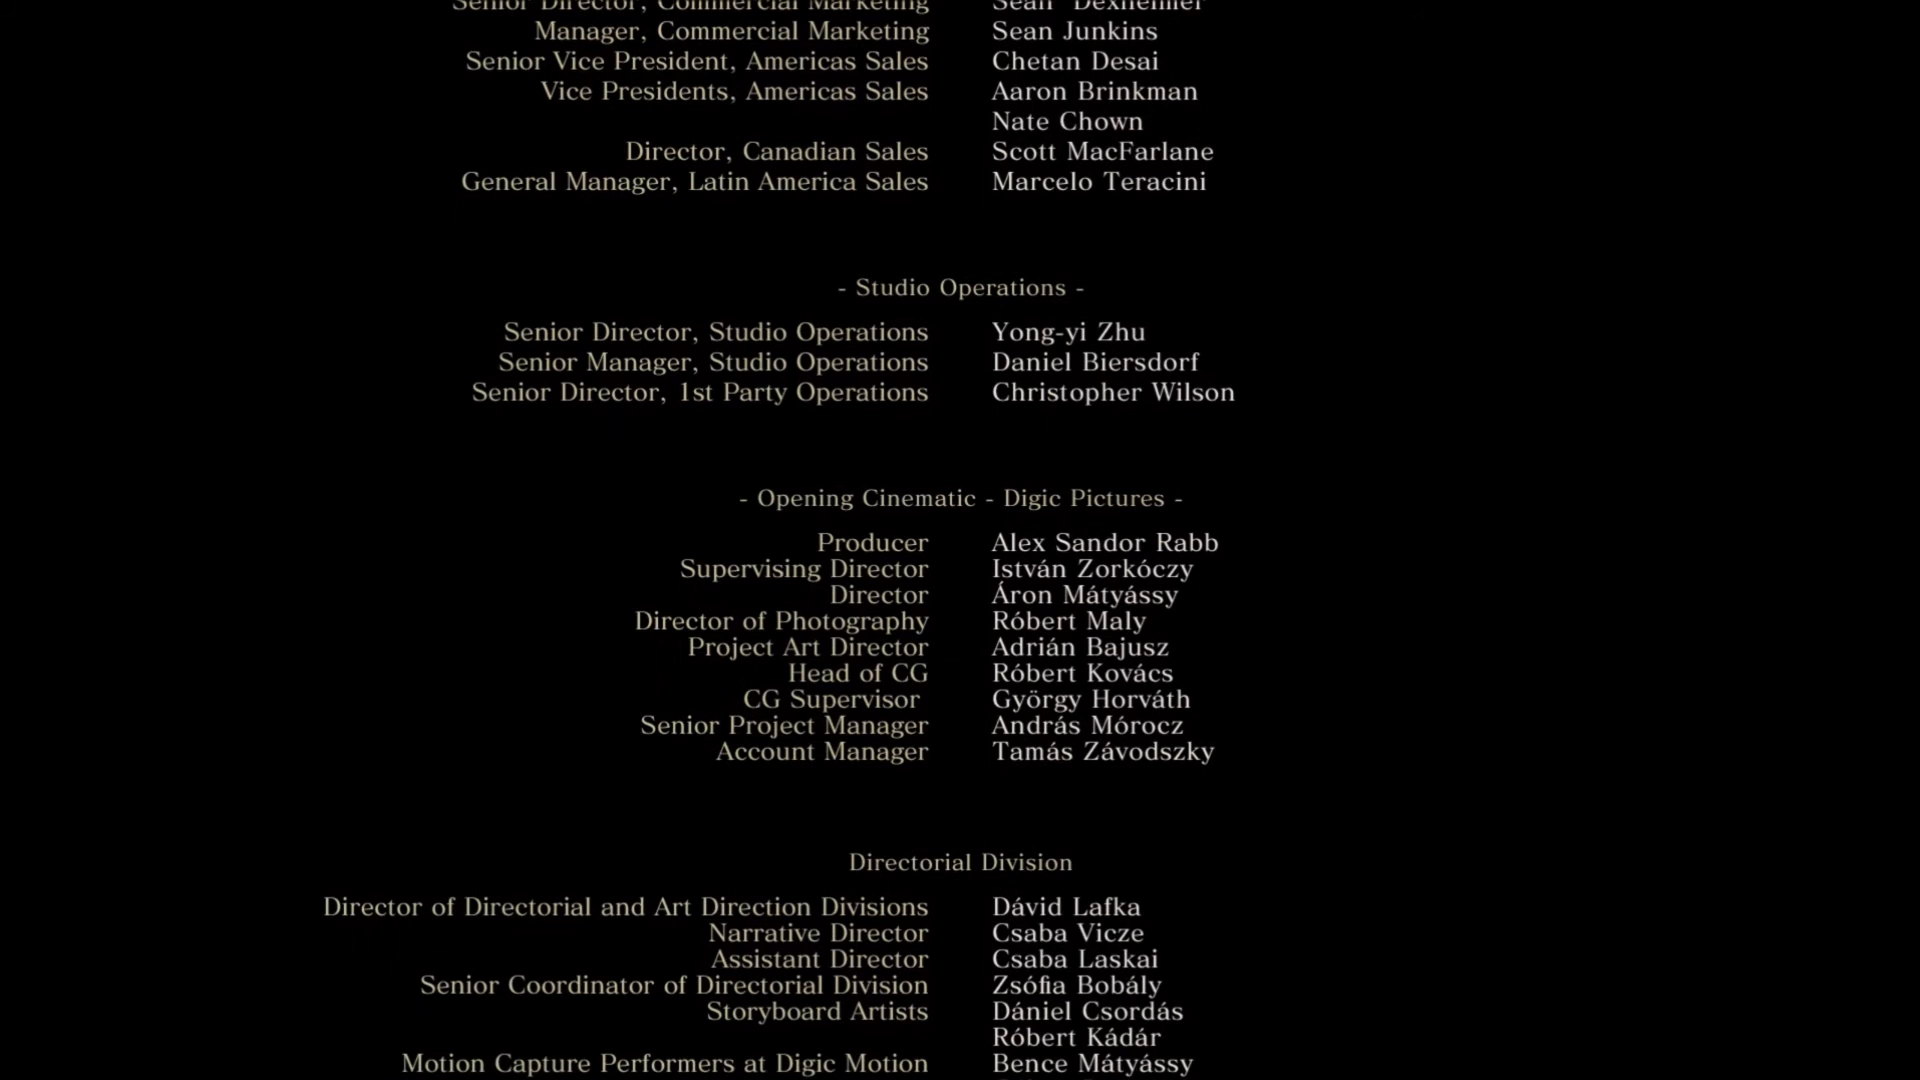 Senior Director, Commercial Marketing Sean Dexheimer
Manager, Commercial Marketing Sean Junkins
Senior Vice President, Americas Sales Chetan Desai
Vice Presidents, Americas Sales Aaron Brinkman
Nate Chown
Director, Canadian Sales Scott MacFarlane
General Manager, Latin America Sales Marcelo Teracini
- Studio Operations -
Senior Director, Studio Operations Yong-yi Zhu
Senior Manager, Studio Operations Daniel Biersdorf
Senior Director, 1st Party Operations Christopher Wilson
- Opening Cinematic - Digic Pictures -
Producer Alex Sandor Rabb
Supervising Director István Zorkóczy
Director Áron Mátyássy
Director of Photography Róbert Maly
Project Art Director Adrián Bajusz
Head of CG Róbert Kovács
CG Supervisor György Horváth
Senior Project Manager András Mórocz
Account Manager Tamás Závodszky
Directorial Division
Director of Directorial and Art Direction Divisions Dávid Lafka
Narrative Director Csaba Vicze
Assistant Director Csaba Laskai
Senior Coordinator of Directorial Division Zsófia Bobály
Storyboard Artists Dániel Csordás
Róbert Kádár
Motion Capture Performers at Digic Motion Bence Mátyássy